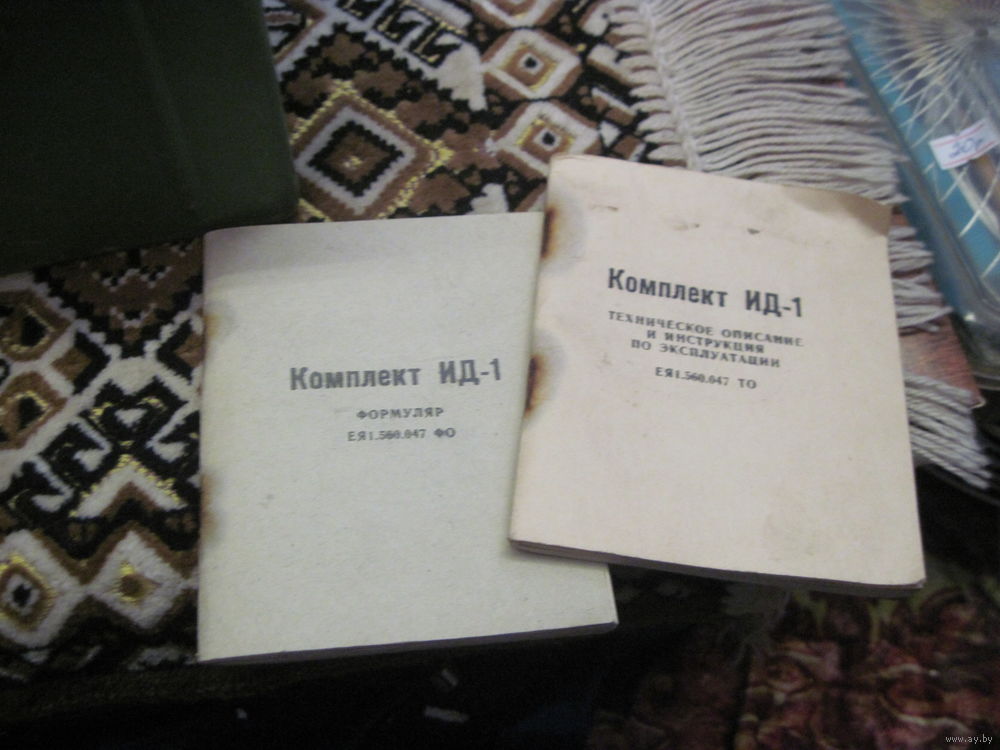 Комплект ИД-1
ФОРМУЛЯР
ЕЯ1.560.047 ФО
Комплект ИД-1
ТЕХНИЧЕСКОЕ ОПИСАНИЕ
И ИНСТРУКЦИЯ
ПО ЭКСПЛУАТАЦИИ
ЕЯ1.560.047 ТО
www.ay.by